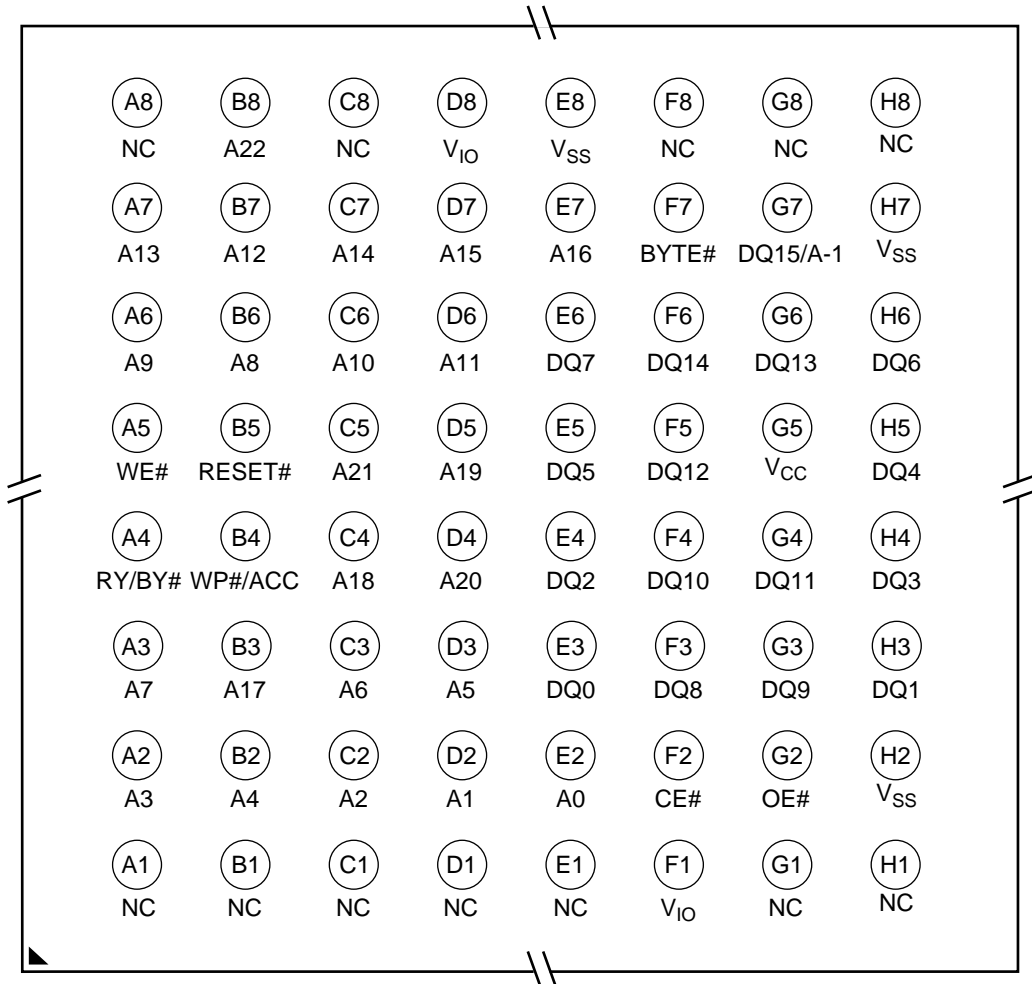 A8 B8 C8 D8 E8 F8 G8 H8
NC A22 NC VIO VSS NC NC NC
A7 B7 C7 D7 E7 F7 G7 H7
A13 A12 A14 A15 A16 BYTE# DQ15/A-1 VSS
A6 B6 C6 D6 E6 F6 G6 H6
A9 A8 A10 A11 DQ7 DQ14 DQ13 DQ6
A5 B5 C5 D5 E5 F5 G5 H5
WE# RESET# A21 A19 DQ5 DQ12 VCC DQ4
A4 B4 C4 D4 E4 F4 G4 H4
RY/BY# WP#/ACC A18 A20 DQ2 DQ10 DQ11 DQ3
A3 B3 C3 D3 E3 F3 G3 H3
A7 A17 A6 A5 DQ0 DQ8 DQ9 DQ1
A2 B2 C2 D2 E2 F2 G2 H2
A3 A4 A2 A1 A0 CE# OE# VSS
A1 B1 C1 D1 E1 F1 G1 H1
NC NC NC NC NC VIO NC NC